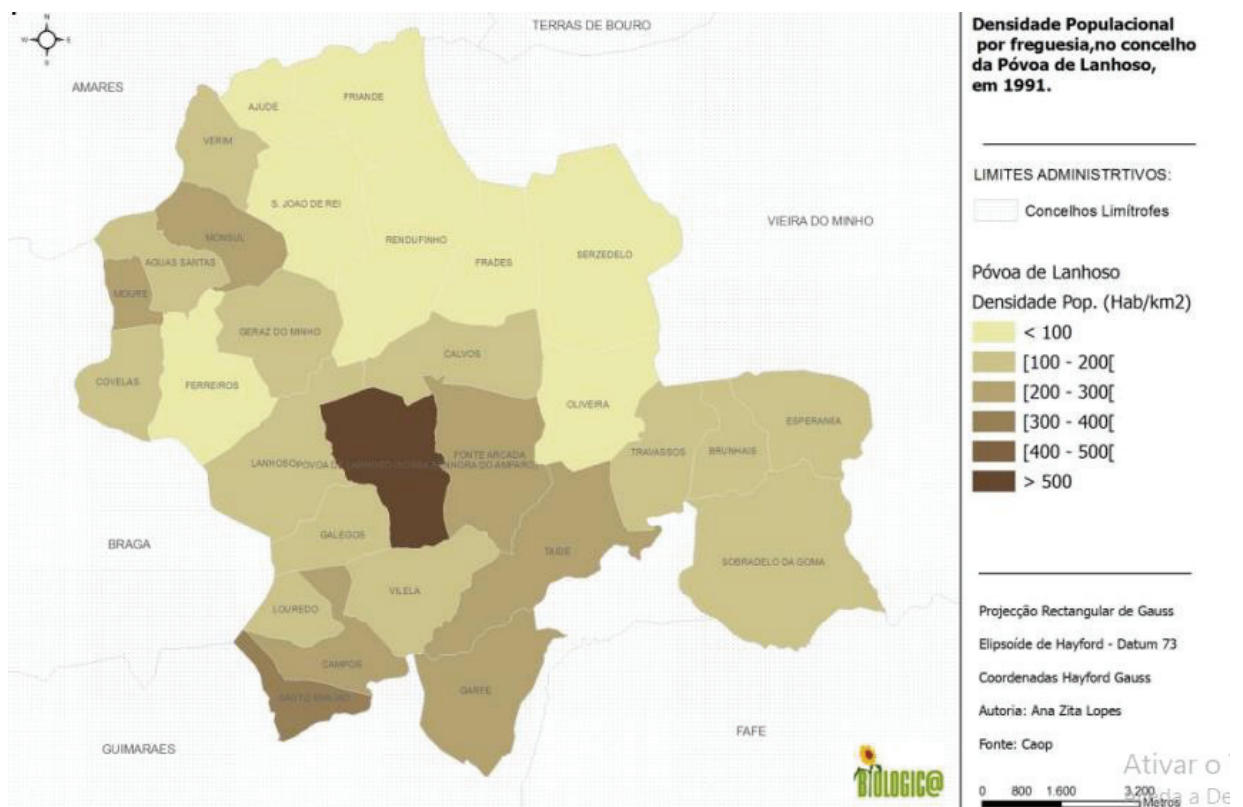 N
W
E
S
TERRAS DE BOURO
AMARES
AJUDE
FRIANDE
VERIM
S. JOAO DE REI
MONSUL
RENDUFINHO
VIEIRA DO MINHO
SERZEDELO
AGUAS SANTAS
FRADES
MOURE
GERAZ DO MINHO
CALVOS
COVELAS
FERREIROS
OLIVEIRA
ESPERANÇA
TRAVASSOS
BRUNHAIS
FONTE ARCADA
LANHOSO
GALEGOS
BRAGA
TAIDE
SOBRADELO DA GOMA
VILELA
LOUREDO
CAMPOS
GARFE
GUIMARAES
FAFE
BIOLOGIC@
Densidade Populacional
por freguesia,no concelho
da Póvoa de Lanhoso,
em 1991.
LIMITES ADMINISTRTIVOS:
Concelhos Limítrofes
Póvoa de Lanhoso
Densidade Pop. (Hab/km2)
< 100
[100 - 200[
[200 - 300[
[300 - 400[
[400 - 500[
> 500
Projecção Rectangular de Gauss
Elipsoíde de Hayford - Datum 73
Coordenadas Hayford Gauss
Autoria: Ana Zita Lopes
Fonte: Caop
Ativar o
0 800 1.600 3.200
Metros
a De